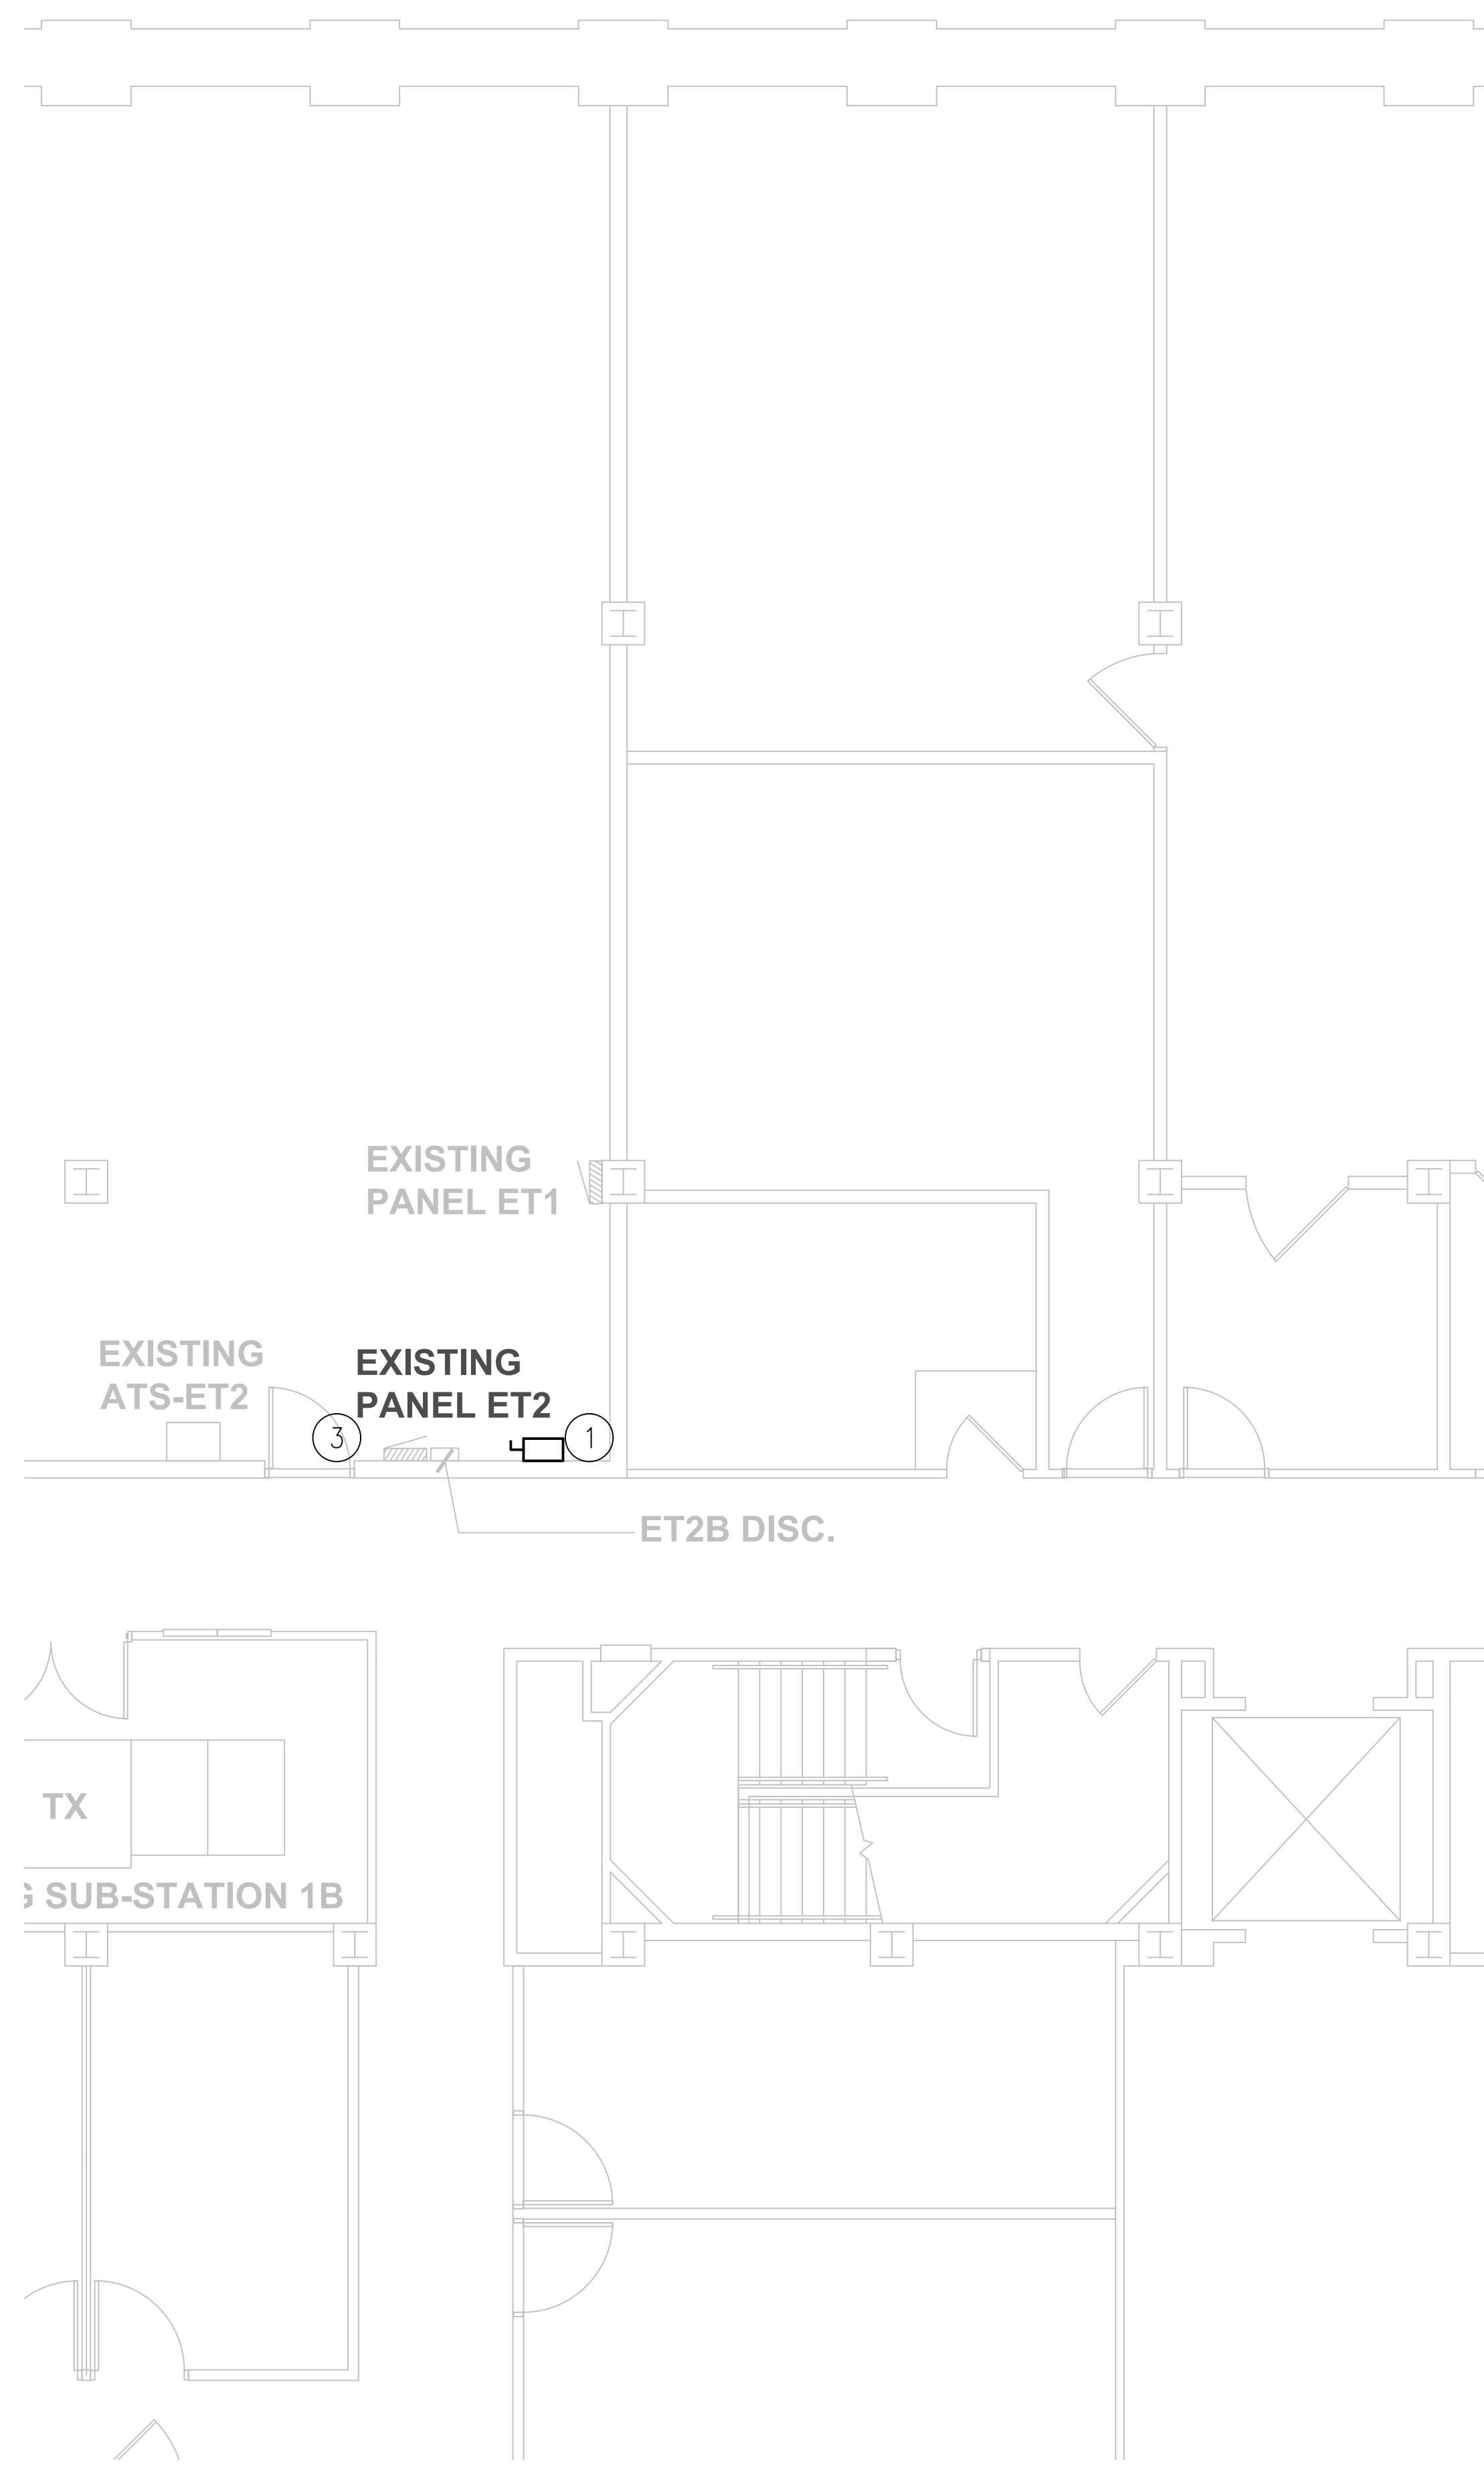 EXISTING
PANEL ET1
EXISTING
ATS-ET2
EXISTING
PANEL ET2
3
1
ET2B DISC.
TX
SUB-STATION 1B